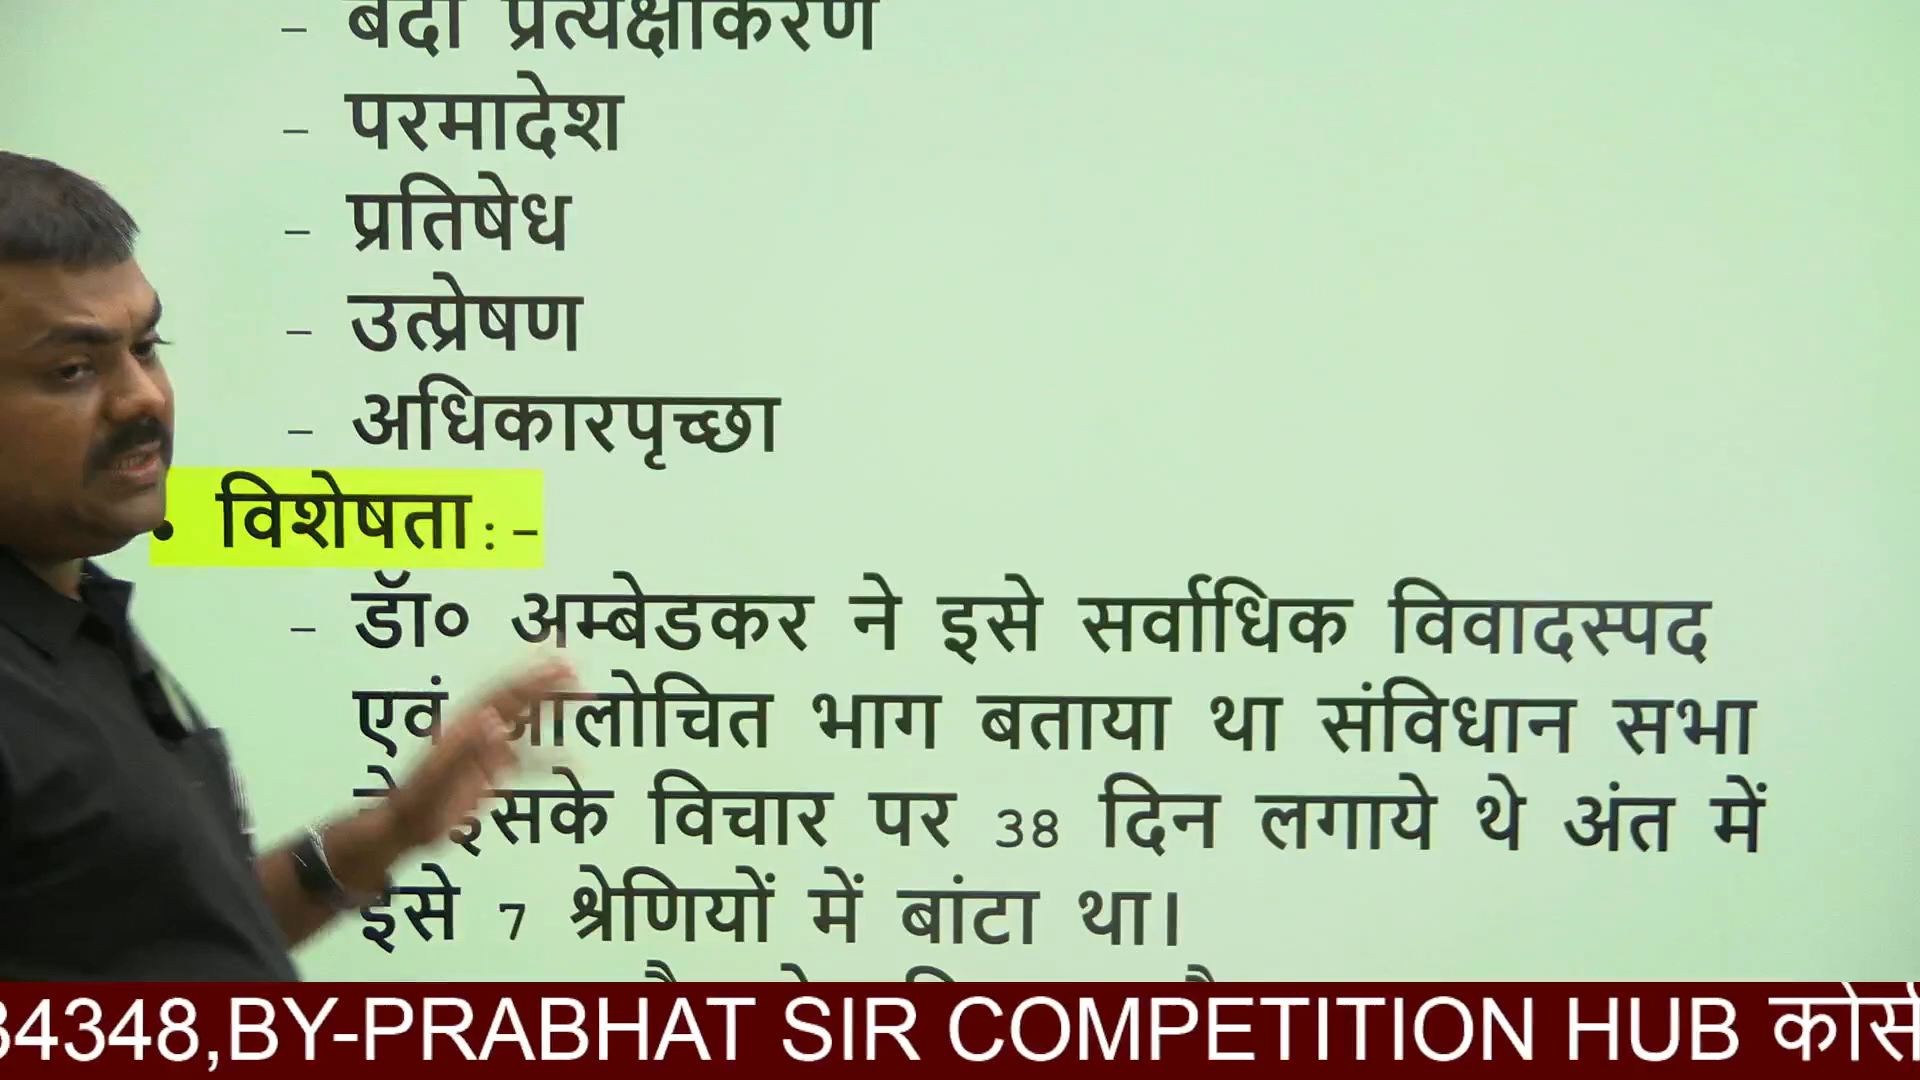 – बंदी प्रत्यक्षीकरण
– परमादेश
– प्रतिषेध
– उत्प्रेषण
– अधिकारपृच्छा
• विशेषता:-
– डॉ० अम्बेडकर ने इसे सर्वाधिक विवादस्पद
एवं आलोचित भाग बताया था संविधान सभा
इसके विचार पर 38 दिन लगाये थे अंत में
इसे 7 श्रेणियों में बांटा था।
34348,BY-PRABHAT SIR COMPETITION HUB कोर्स